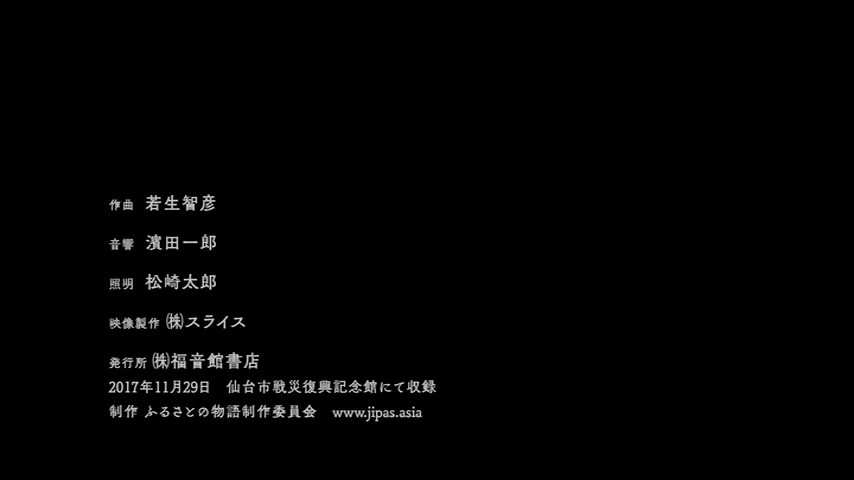 作曲 若生智彦
音響 濱田一郎
照明 松崎太郎
映像製作 ㈱スライス
発行所 ㈱福音館書店
2017年11月29日 仙台市戦災復興記念館にて収録
制作 ふるさとの物語制作委員会 www.jipas.asia